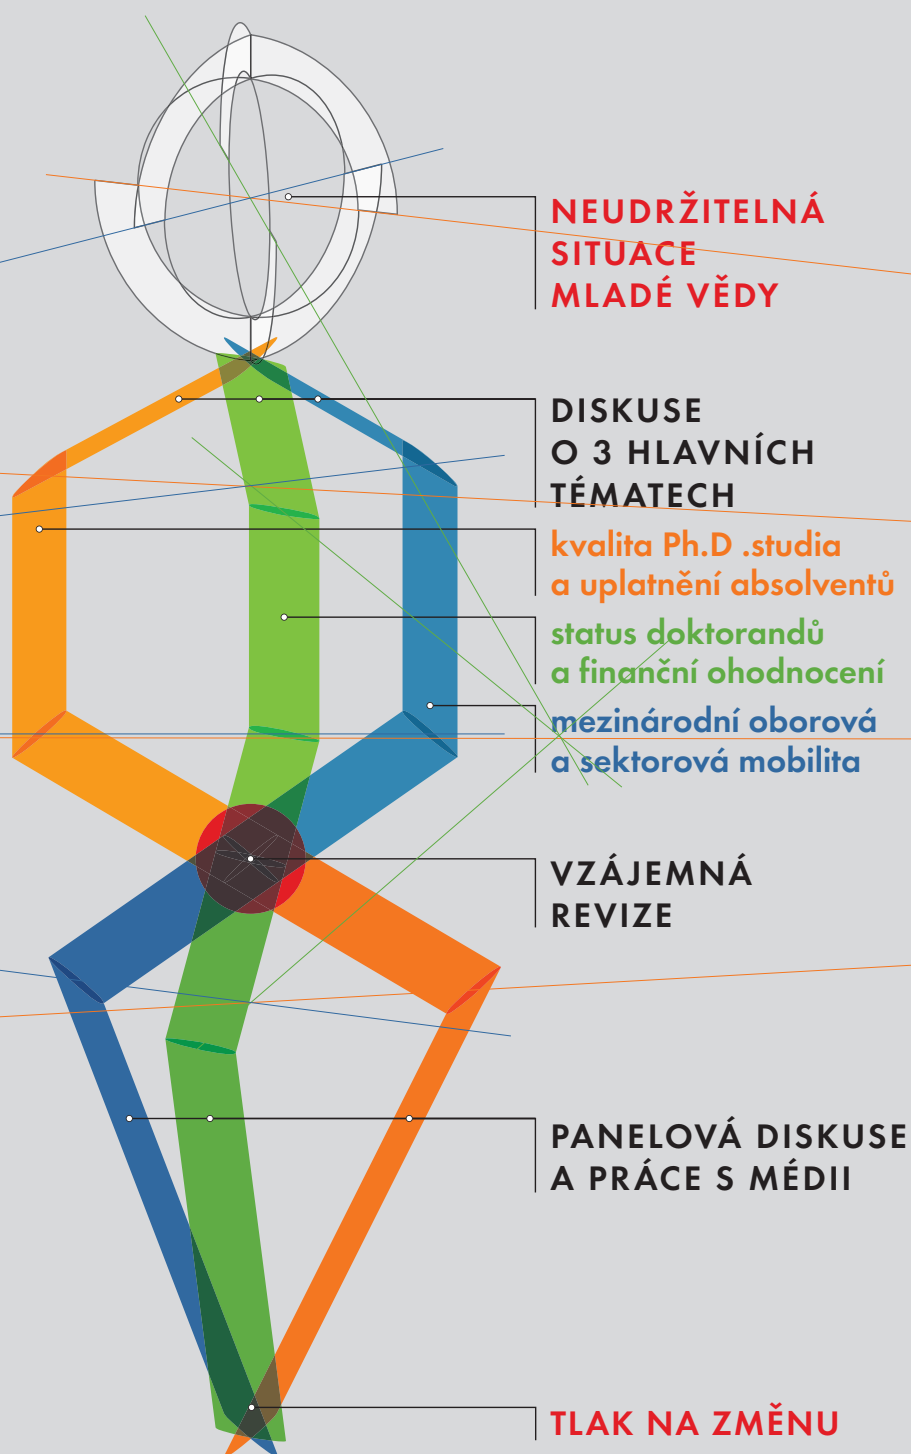 NEUDRŽITELNÁ
SITUACE
MLADÉ VĚDY
DISKUSE
O 3 HLAVNÍCH
TÉMATECH
kvalita Ph.D .studia
a uplatnění absolventů
status doktorandů
a finanční ohodnocení
mezinárodní oborová
a sektorová mobilita
VZÁJEMNÁ
REVIZE
PANELOVÁ DISKUSE
A PRÁCE S MÉDII
TLAK NA ZMĚNU